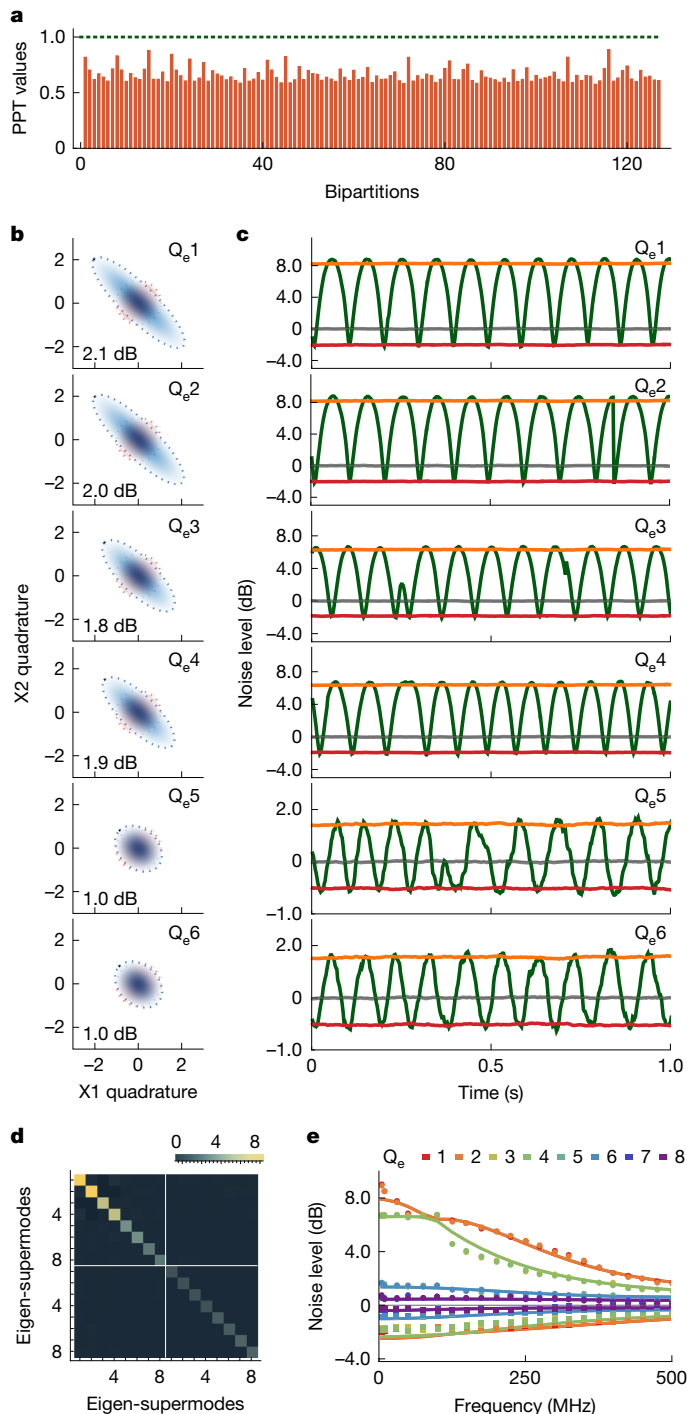 a
PPT values
1.0
0.5
0
0
40
80
120
Bipartitions
b
X2 quadrature
2
0
−2
Qe1
2.1 dB
2
0
−2
Qe2
2.0 dB
2
0
−2
Qe3
1.8 dB
2
0
−2
Qe4
1.9 dB
2
0
−2
Qe5
1.0 dB
2
0
−2
Qe6
1.0 dB
−2
0
2
X1 quadrature
c
Noise level (dB)
8.0
4.0
0
−4.0
Qe1
8.0
4.0
0
−4.0
Qe2
8.0
4.0
0
−4.0
Qe3
8.0
4.0
0
−4.0
Qe4
2.0
0
−1.0
Qe5
2.0
0
−1.0
Qe6
0
0.5
1.0
Time (s)
d
0 4 8
Eigen-supermodes
4
8
4
8
4
8
4
8
Eigen-supermodes
e
Qe 1 2 3 4 5 6 7 8
Noise level (dB)
8.0
4.0
0
−4.0
0
250
500
Frequency (MHz)